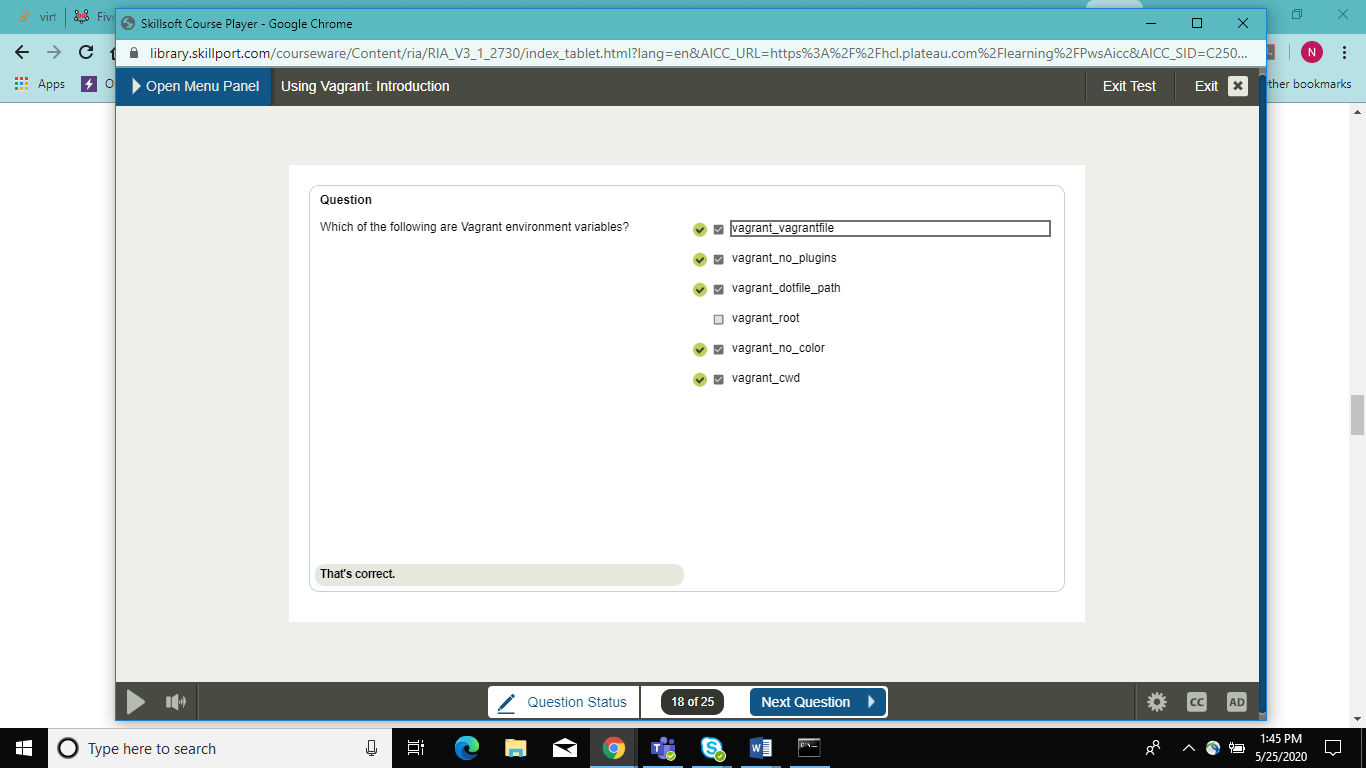 virt
Fiv
Skillsoft Course Player - Google Chrome
library.skillport.com/courseware/Content/ria/RIA_V3_1_2730/index_tablet.html?lang=en&AICC_URL=https%3A%2F%2Fhcl.plateau.com%2Flearning%2FPwsAicc&AICC_SID=C250...
N
Apps
ther bookmarks
Open Menu Panel
Using Vagrant: Introduction
Exit Test
Exit
Question
Which of the following are Vagrant environment variables?
vagrant_vagrantfile
vagrant_no_plugins
vagrant_dotfile_path
vagrant_root
vagrant_no_color
vagrant_cwd
That's correct.
Question Status
18 of 25
Next Question
CC
AD
Type here to search
1:45 PM
5/25/2020